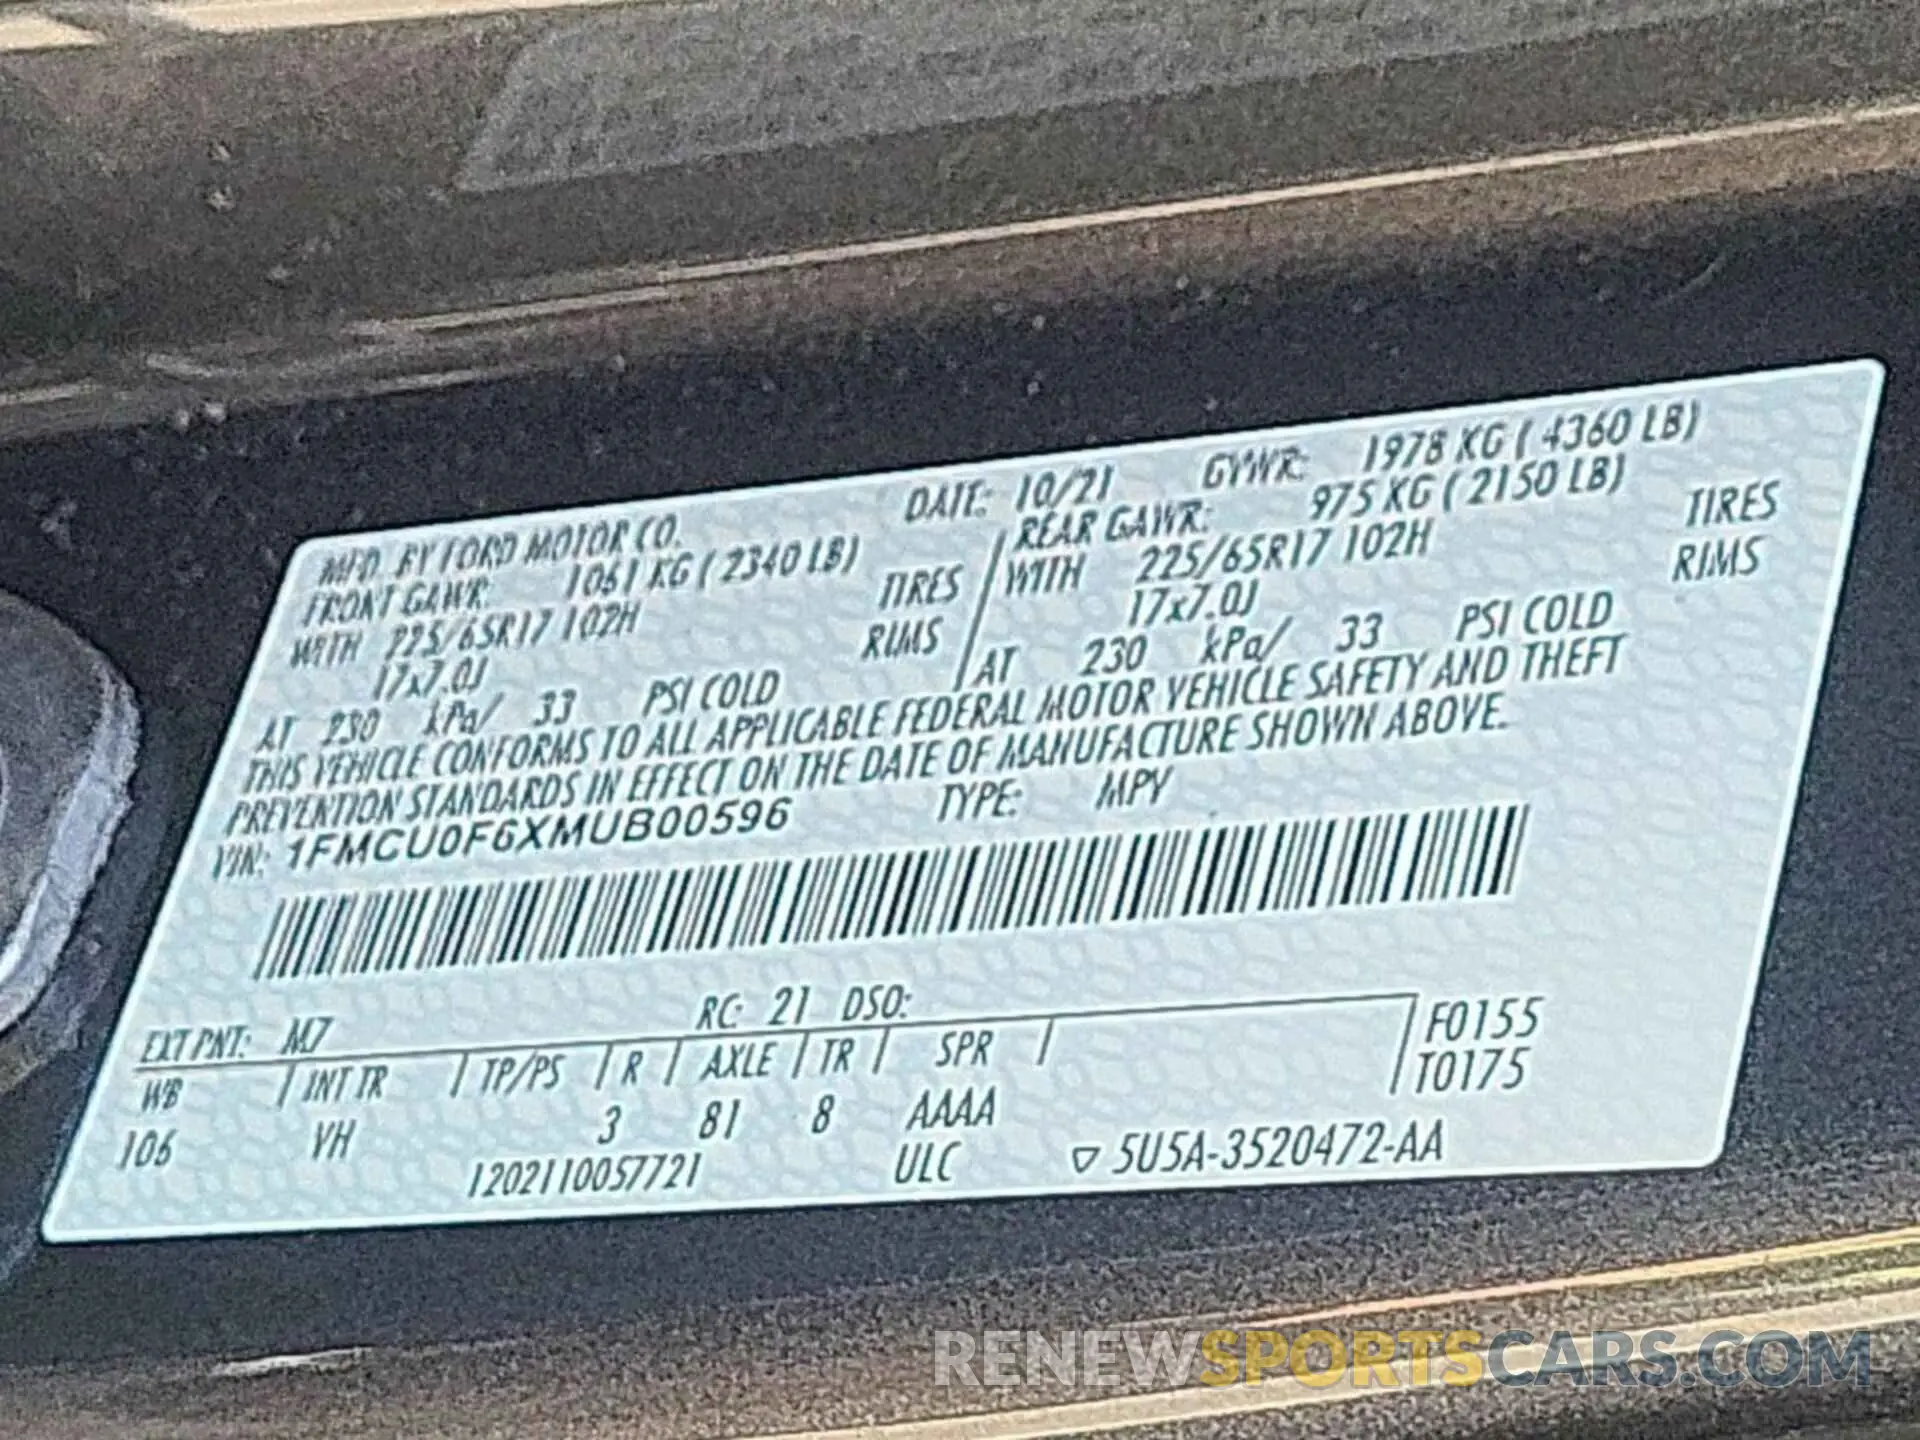 MFD. BY FORD MOTOR CO. DATE: 10/21 GVWR: 1978 KG ( 4360 LB)
FRONT GAWR: 1061 KG ( 2340 LB) REAR GAWR: 975 KG ( 2150 LB)
WITH 225/65R17 102H TIRES WITH 225/65R17 102H TIRES
17x7.0J RIMS 17x7.0J RIMS
AT 230 kPa/ 33 PSI COLD AT 230 kPa/ 33 PSI COLD
THIS VEHICLE CONFORMS TO ALL APPLICABLE FEDERAL MOTOR VEHICLE SAFETY AND THEFT
PREVENTION STANDARDS IN EFFECT ON THE DATE OF MANUFACTURE SHOWN ABOVE.
VIN: 1FMCU0F6XMUB00596 TYPE: MPV
EXT PNT: M7 RC: 21 DSO: F0155
WB INT TR TP/PS R AXLE TR SPR T0175
106 VH 3 81 8 AAAA
1202110057721 ULC ▽ 5U5A-3520472-AA
RENEWSPORTSCARS.COM